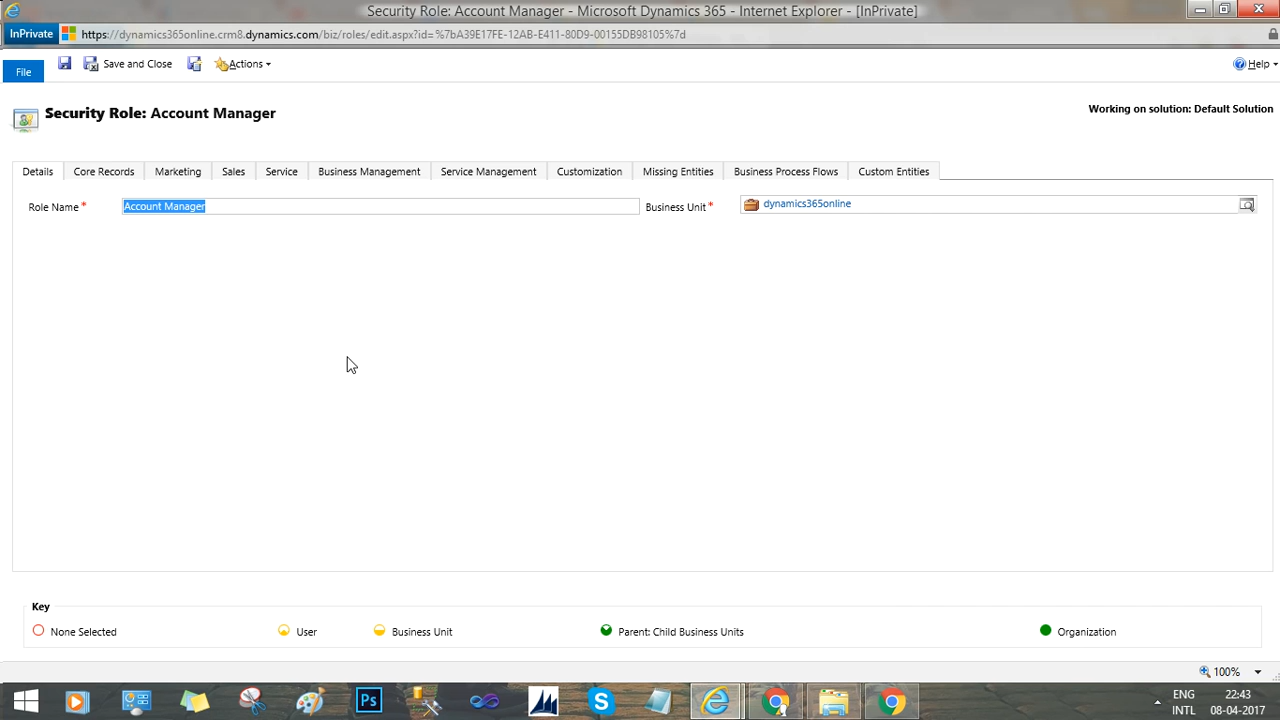 Security Role: Account Manager - Microsoft Dynamics 365 - Internet Explorer - [InPrivate]
InPrivate https://dynamics365online.crm8.dynamics.com/biz/roles/edit.aspx?id=%7bA39E17FE-12AB-E411-80D9-00155DB98105%7d
File Save and Close Actions Help
Security Role: Account Manager
Working on solution: Default Solution
Details Core Records Marketing Sales Service Business Management Service Management Customization Missing Entities Business Process Flows Custom Entities
Role Name* Account Manager Business Unit* dynamics365online
Key
None Selected User Business Unit Parent: Child Business Units Organization
100%
Ps
ENG 22:43
INTL 08-04-2017